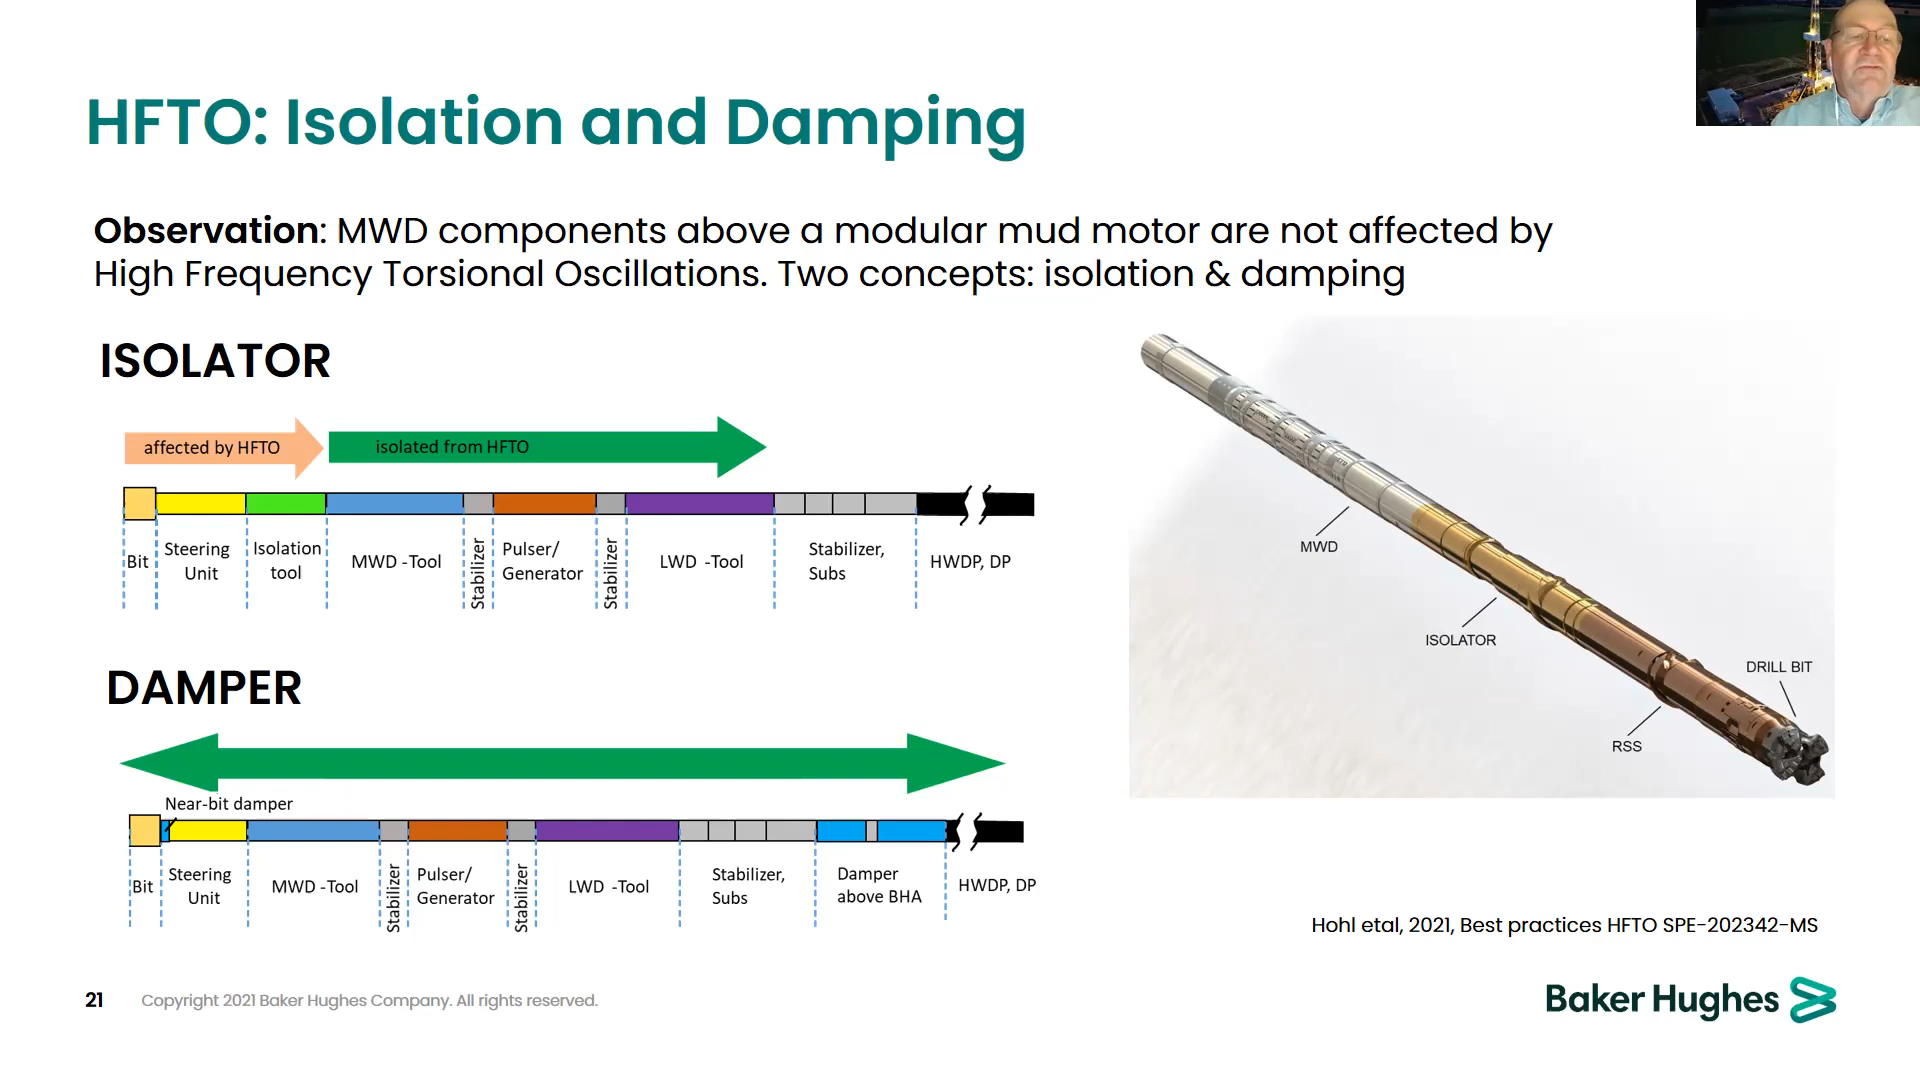 HFTO: Isolation and Damping
Observation: MWD components above a modular mud motor are not affected by
High Frequency Torsional Oscillations. Two concepts: isolation & damping
ISOLATOR
affected by HFTO
isolated from HFTO
Bit
Steering
Unit
Isolation
tool
MWD -Tool
Stabilizer
Pulser/
Generator
Stabilizer
LWD -Tool
Stabilizer,
Subs
HWDP, DP
DAMPER
Near-bit damper
Bit
Steering
Unit
MWD -Tool
Stabilizer
Pulser/
Generator
Stabilizer
LWD -Tool
Stabilizer,
Subs
Damper
above BHA
HWDP, DP
MWD
ISOLATOR
DRILL BIT
RSS
Hohl etal, 2021, Best practices HFTO SPE-202342-MS
21
Copyright 2021 Baker Hughes Company. All rights reserved.
Baker Hughes